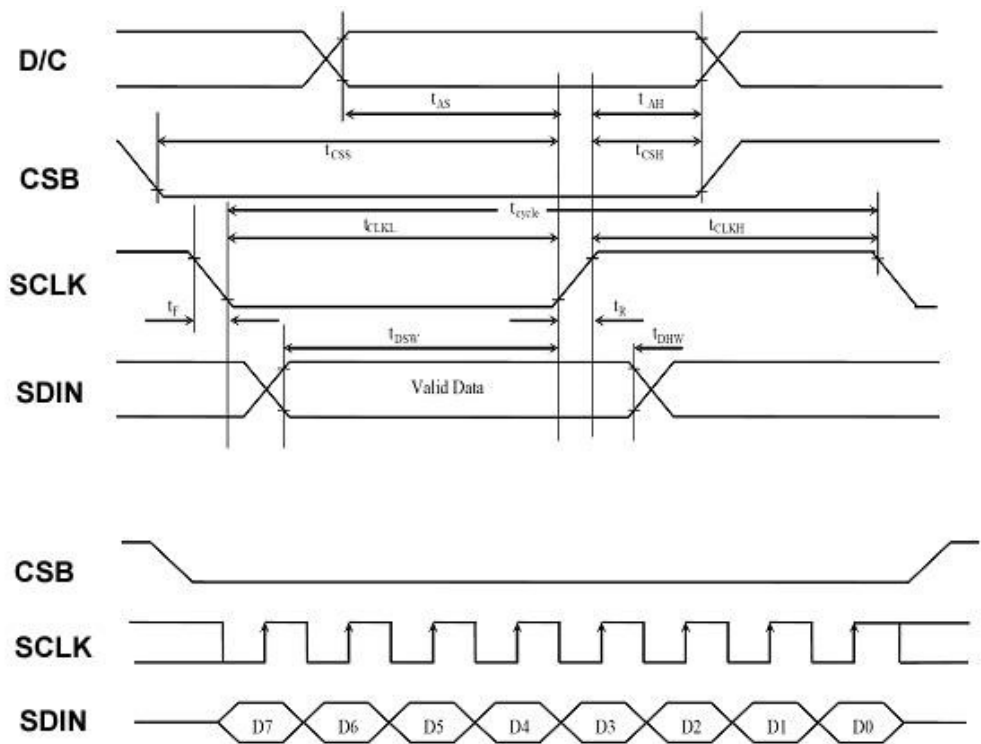 D/C
tAS
tAH
tCSS
tCSH
CSB
tcycle
tCLKL
tCLKH
SCLK
tF
tR
tDSW
tDHW
SDIN
Valid Data
CSB
SCLK
SDIN
D7 D6 D5 D4 D3 D2 D1 D0